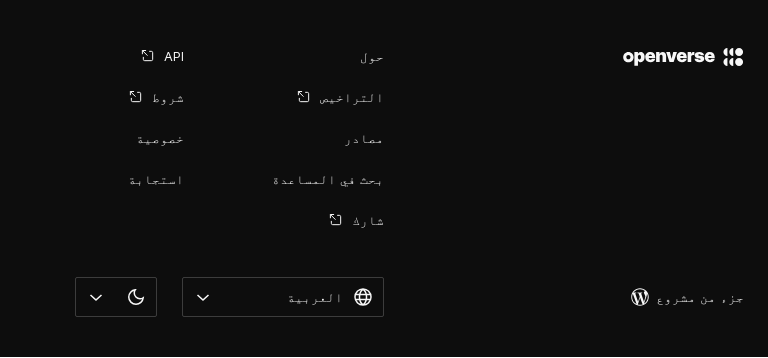 openverse
حول
التراخيص
مصادر
بحث في المساعدة
شارك
API
شروط
خصوصية
استجابة
جزء من مشروع
العربية